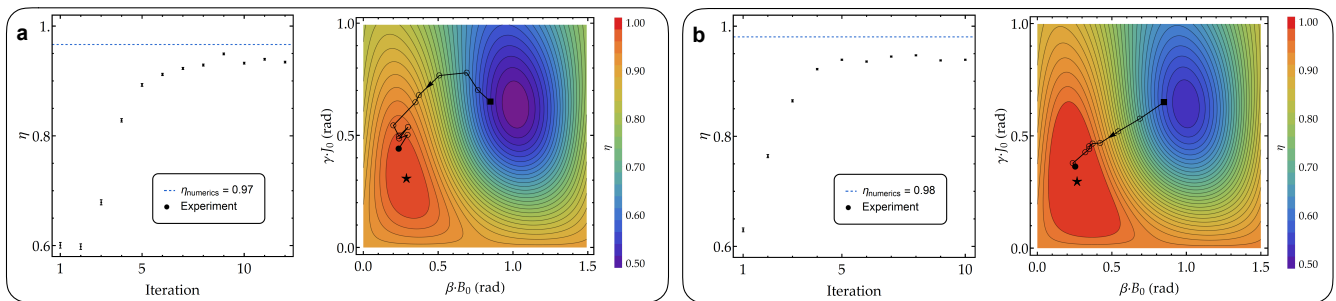 a
1.
0.8
0.6
η
1
5
10
Iteration
ηnumerics = 0.97
Experiment
1.0
0.5
0.0
γ·J0 (rad)
0.0
0.5
1.0
1.5
β·B0 (rad)
1.00
0.90
0.80
0.70
0.60
0.50
η
b
1.
0.8
0.6
η
1
5
10
Iteration
ηnumerics = 0.98
Experiment
1.0
0.5
0.0
γ·J0 (rad)
0.0
0.5
1.0
1.5
β·B0 (rad)
1.00
0.90
0.80
0.70
0.60
0.50
η